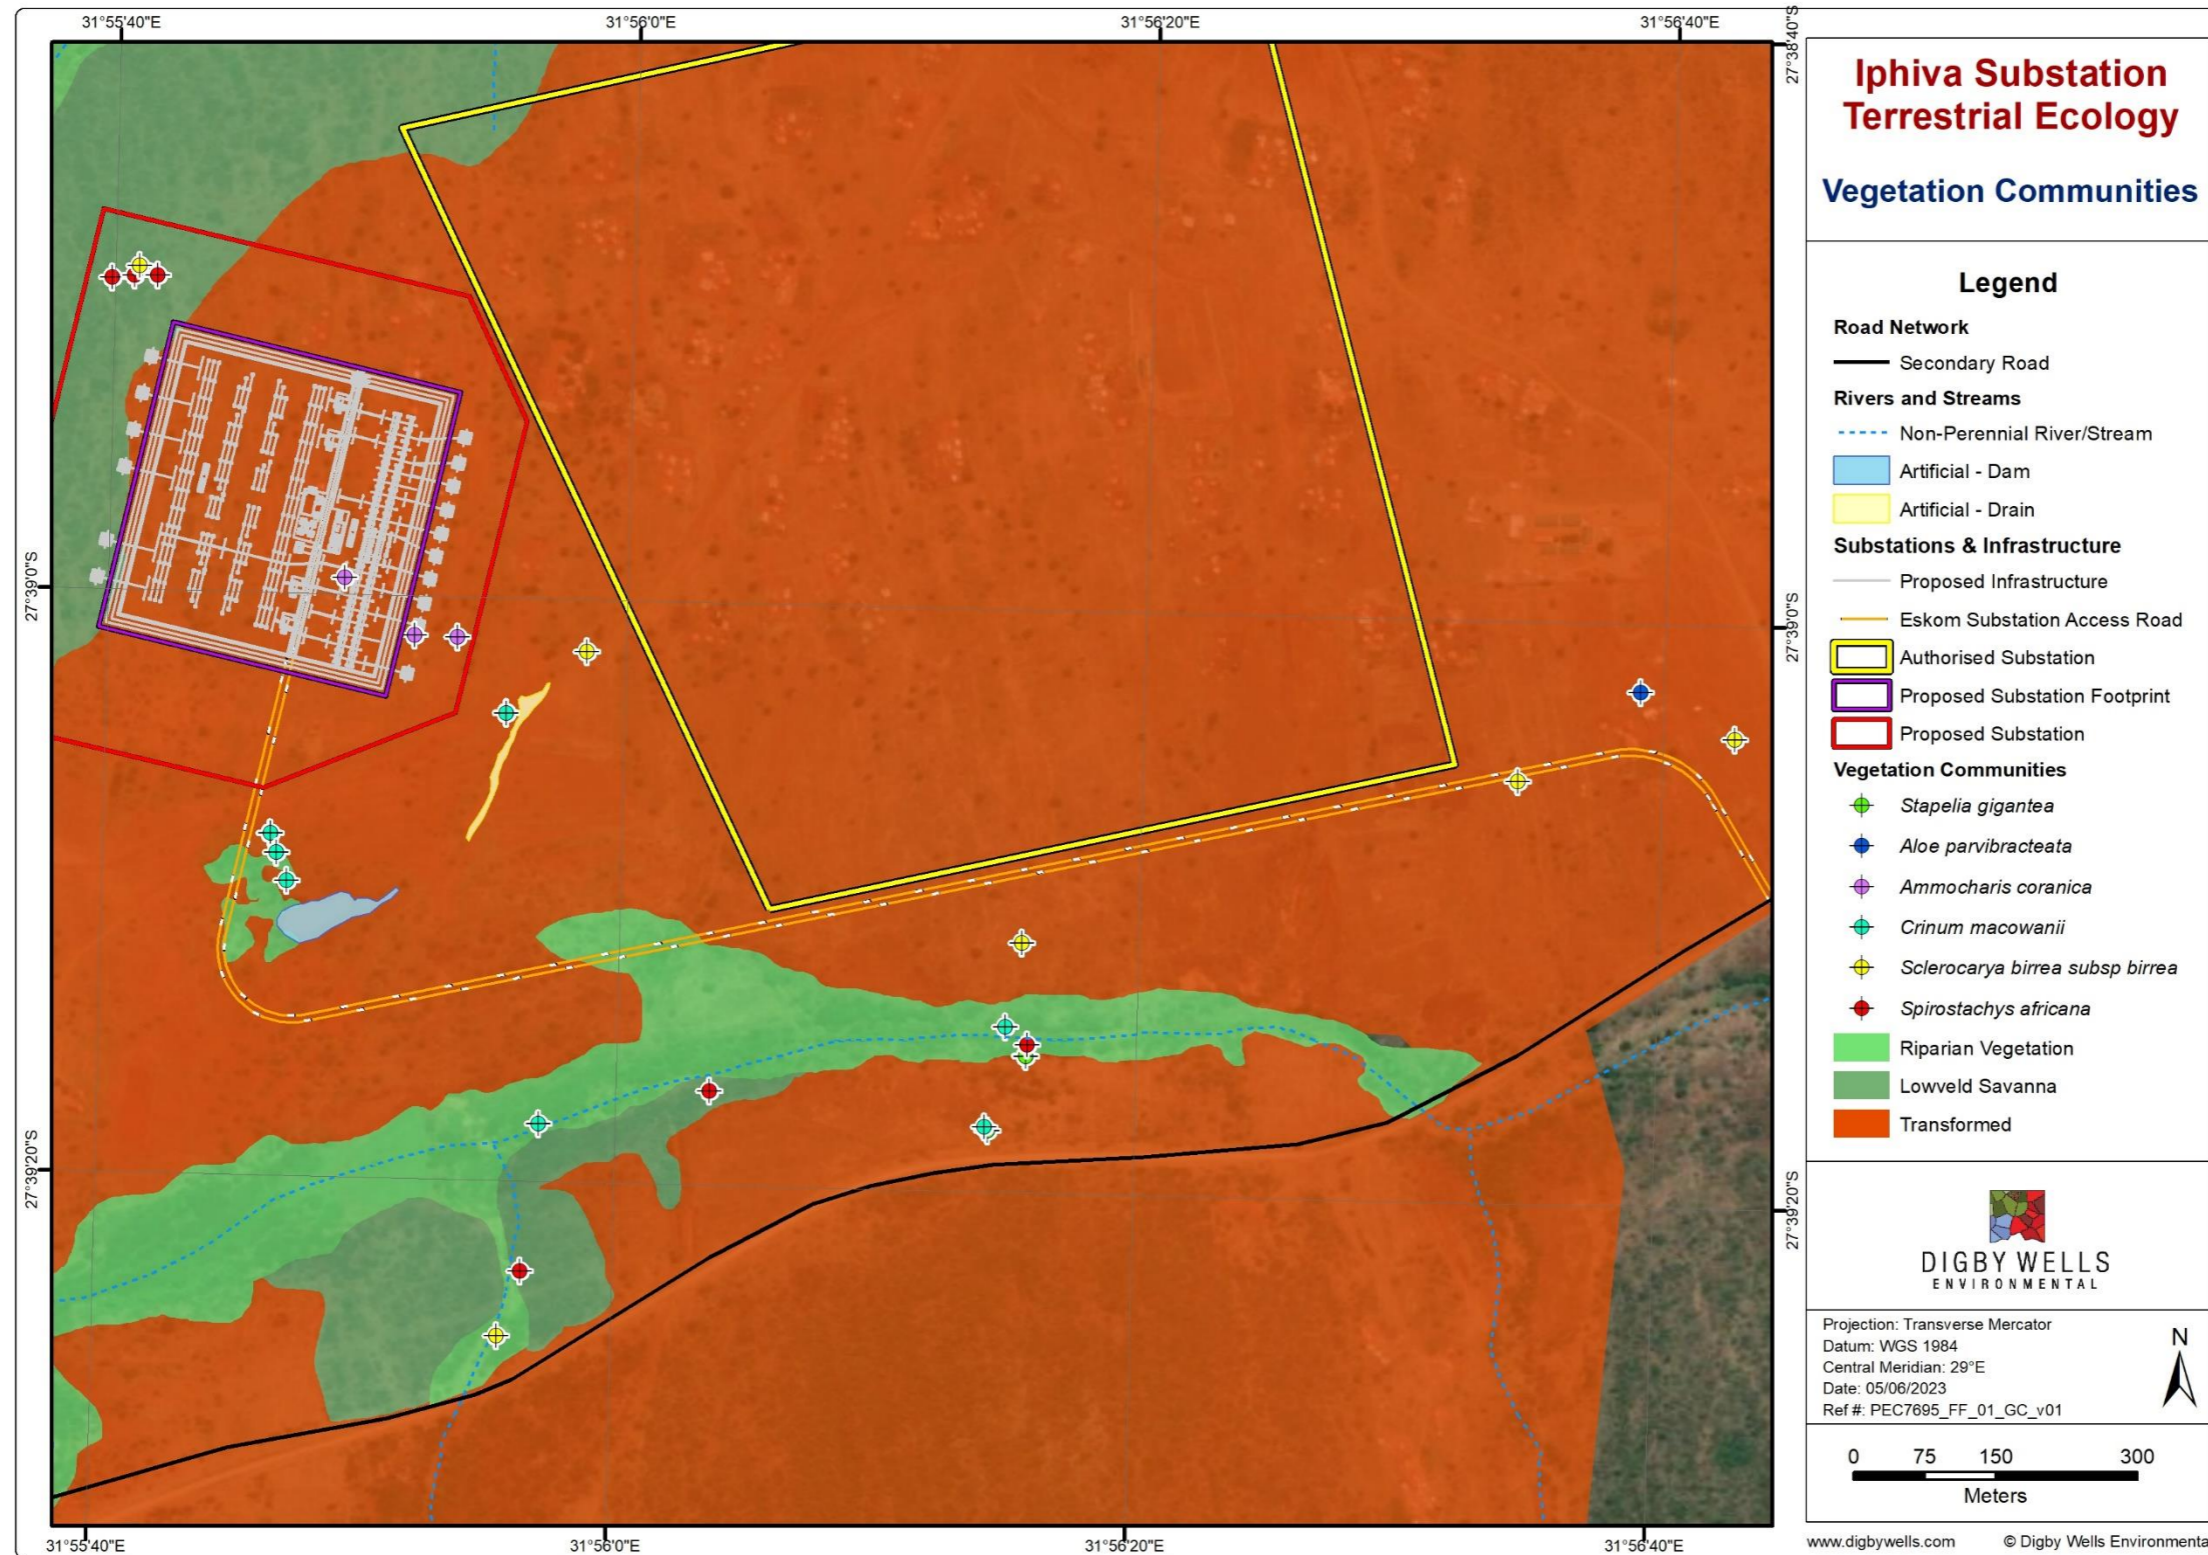 31°55'40"E
31°56'0"E
31°56'20"E
31°56'40"E
27°38'40"S
27°39'0"S
27°39'0"S
27°39'20"S
27°39'20"S
31°55'40"E
31°56'0"E
31°56'20"E
31°56'40"E
Iphiva Substation
Terrestrial Ecology
Vegetation Communities
Legend
Road Network
Secondary Road
Rivers and Streams
Non-Perennial River/Stream
Artificial - Dam
Artificial - Drain
Substations & Infrastructure
Proposed Infrastructure
Eskom Substation Access Road
Authorised Substation
Proposed Substation Footprint
Proposed Substation
Vegetation Communities
Stapelia gigantea
Aloe parvibracteata
Ammocharis coranica
Crinum macowanii
Sclerocarya birrea subsp birrea
Spirostachys africana
Riparian Vegetation
Lowveld Savanna
Transformed
DIGBY WELLS
ENVIRONMENTAL
Projection: Transverse Mercator
Datum: WGS 1984
Central Meridian: 29°E
Date: 05/06/2023
Ref #: PEC7695_FF_01_GC_v01
N
0 75 150 300
Meters
www.digbywells.com © Digby Wells Environmenta